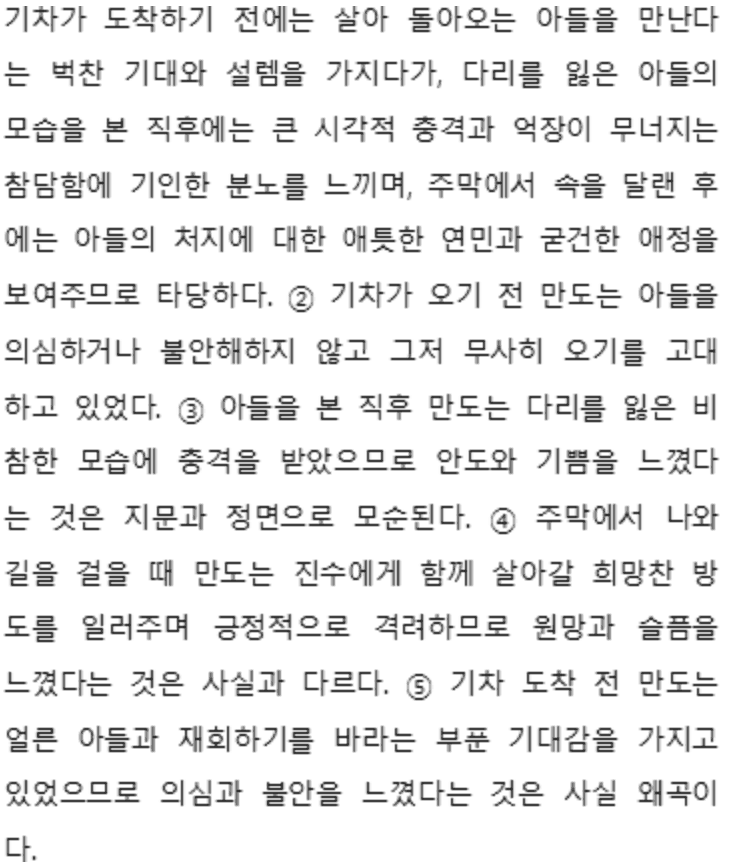 기차가 도착하기 전에는 살아 돌아오는 아들을 만난다
는 벅찬 기대와 설렘을 가지다가, 다리를 잃은 아들의
모습을 본 직후에는 큰 시각적 충격과 억장이 무너지는
참담함에 기인한 분노를 느끼며, 주막에서 속을 달랜 후
에는 아들의 처지에 대한 애틋한 연민과 굳건한 애정을
보여주므로 타당하다. ② 기차가 오기 전 만도는 아들을
의심하거나 불안해하지 않고 그저 무사히 오기를 고대
하고 있었다. ③ 아들을 본 직후 만도는 다리를 잃은 비
참한 모습에 충격을 받았으므로 안도와 기쁨을 느꼈다
는 것은 지문과 정면으로 모순된다. ④ 주막에서 나와
길을 걸을 때 만도는 진수에게 함께 살아갈 희망찬 방
도를 일러주며 긍정적으로 격려하므로 원망과 슬픔을
느꼈다는 것은 사실과 다르다. ⑤ 기차 도착 전 만도는
얼른 아들과 재회하기를 바라는 부푼 기대감을 가지고
있었으므로 의심과 불안을 느꼈다는 것은 사실 왜곡이
다.